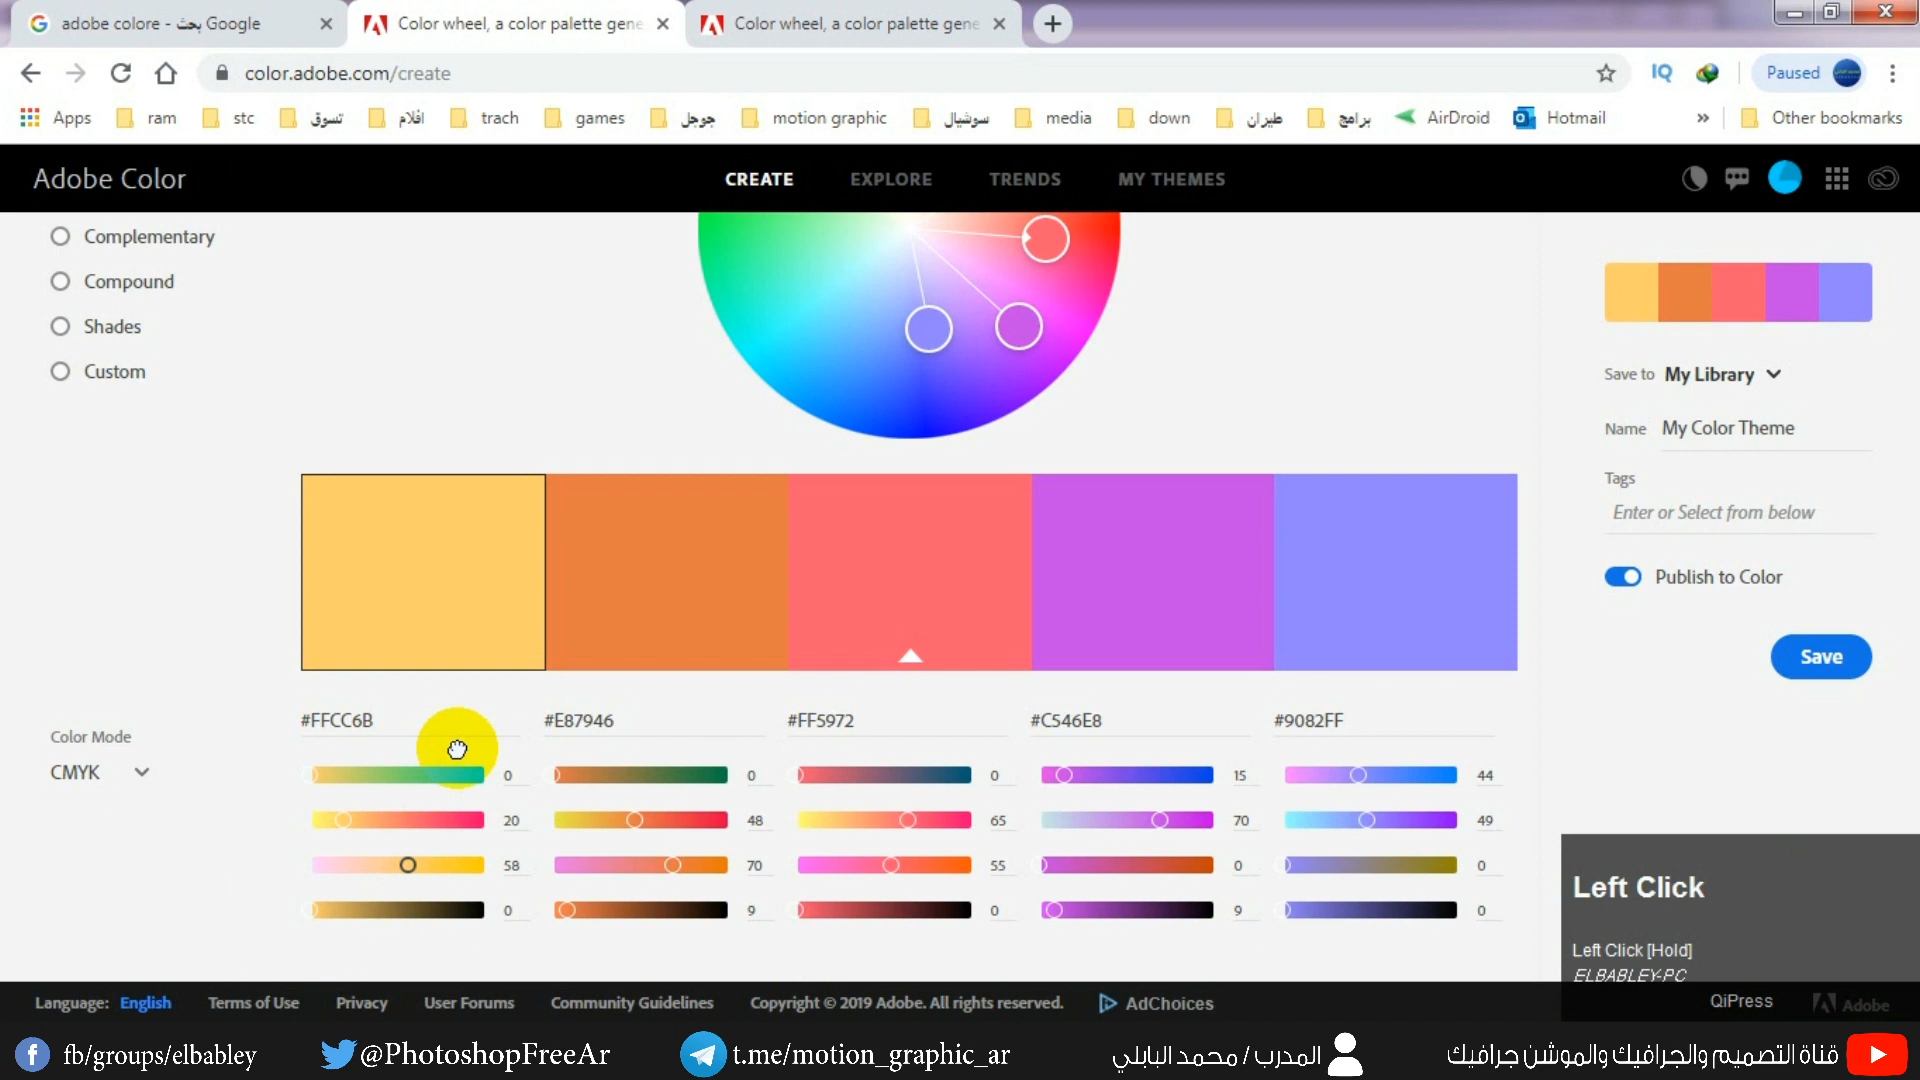 adobe colore - بحث Google
Color wheel, a color palette gene
Color wheel, a color palette gene
color.adobe.com/create
IQ
Paused
Apps
ram
stc
تسوق
افلام
trach
games
جوجل
motion graphic
سوشيال
media
down
طيران
برامج
AirDroid
Hotmail
»
Other bookmarks
Adobe Color
CREATE
EXPLORE
TRENDS
MY THEMES
Complementary
Compound
Shades
Custom
Save to My Library
Name My Color Theme
Tags
Enter or Select from below
Publish to Color
Save
Color Mode
CMYK
#FFCC6B #E87946 #FF5972 #C546E8 #9082FF
0 0 0 15 44
20 48 65 70 49
58 70 55 0 0
0 9 0 9 0
Left Click
Left Click [Hold]
ELBABLEY-PC
QiPress
Adobe
Language: English
Terms of Use
Privacy
User Forums
Community Guidelines
Copyright © 2019 Adobe. All rights reserved.
AdChoices
fb/groups/elbabley
@PhotoshopFreeAr
t.me/motion_graphic_ar
المدرب / محمد البابلي
قناة التصميم والجرافيك والموشن جرافيك